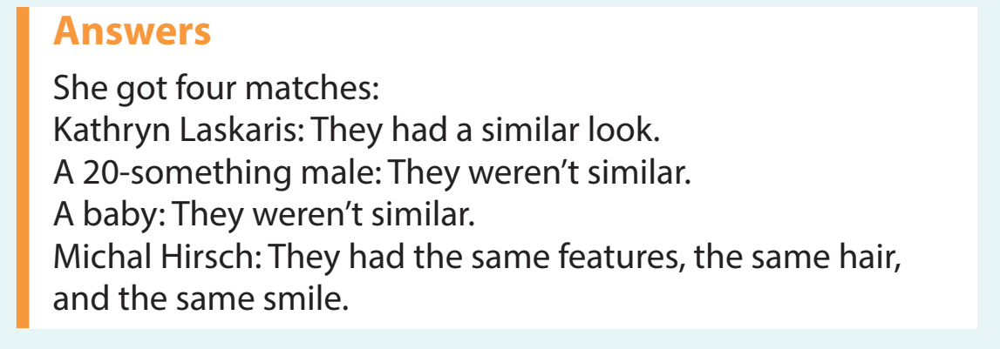 Answers
She got four matches:
Kathryn Laskaris: They had a similar look.
A 20-something male: They weren’t similar.
A baby: They weren’t similar.
Michal Hirsch: They had the same features, the same hair,
and the same smile.